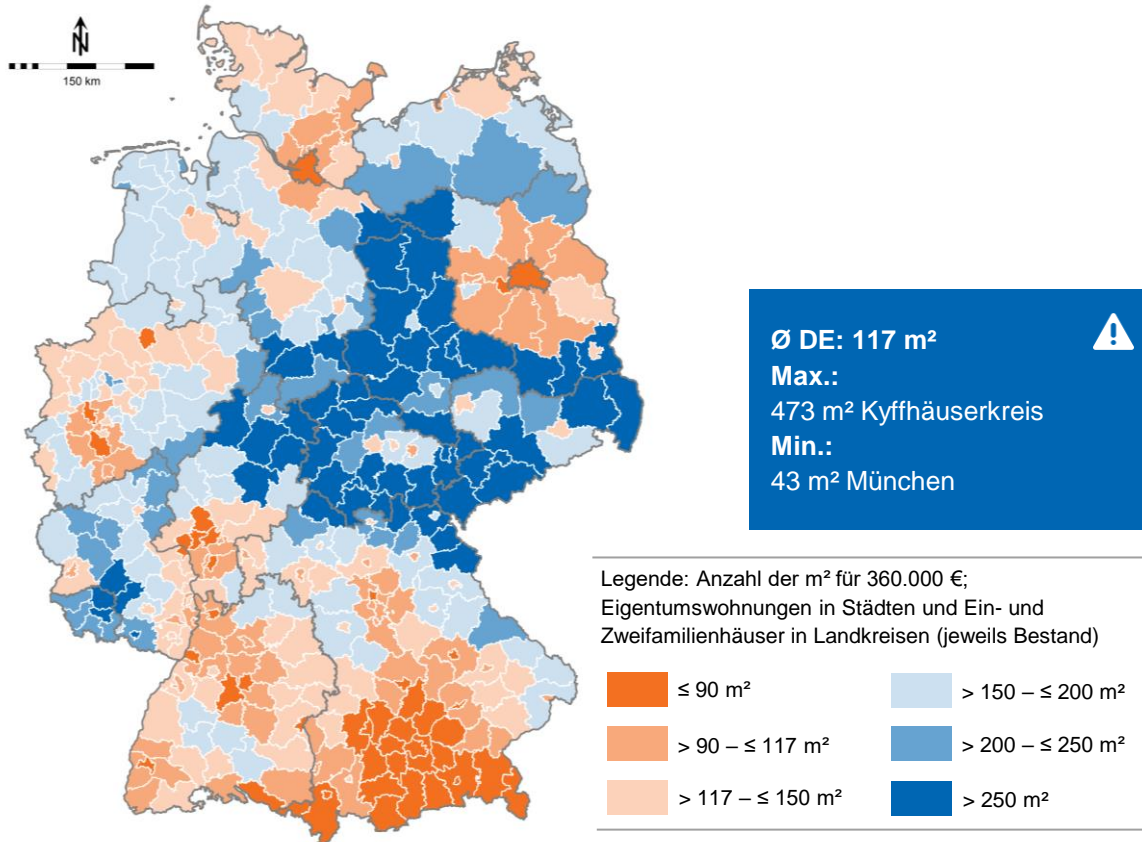 N
150 km
Ø DE: 117 m²
Max.:
473 m² Kyffhäuserkreis
Min.:
43 m² München
Legende: Anzahl der m² für 360.000 €;
Eigentumswohnungen in Städten und Ein- und
Zweifamilienhäuser in Landkreisen (jeweils Bestand)
≤ 90 m²
> 90 – ≤ 117 m²
> 117 – ≤ 150 m²
> 150 – ≤ 200 m²
> 200 – ≤ 250 m²
> 250 m²